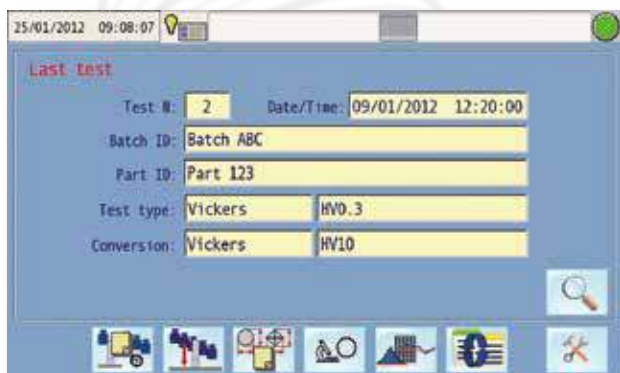 25/01/2012 09:08:07
Last test
Test N: 2 Date/Time: 09/01/2012 12:20:00
Batch ID: Batch ABC
Part ID: Part 123
Test type: Vickers HV0.3
Conversion: Vickers HV10